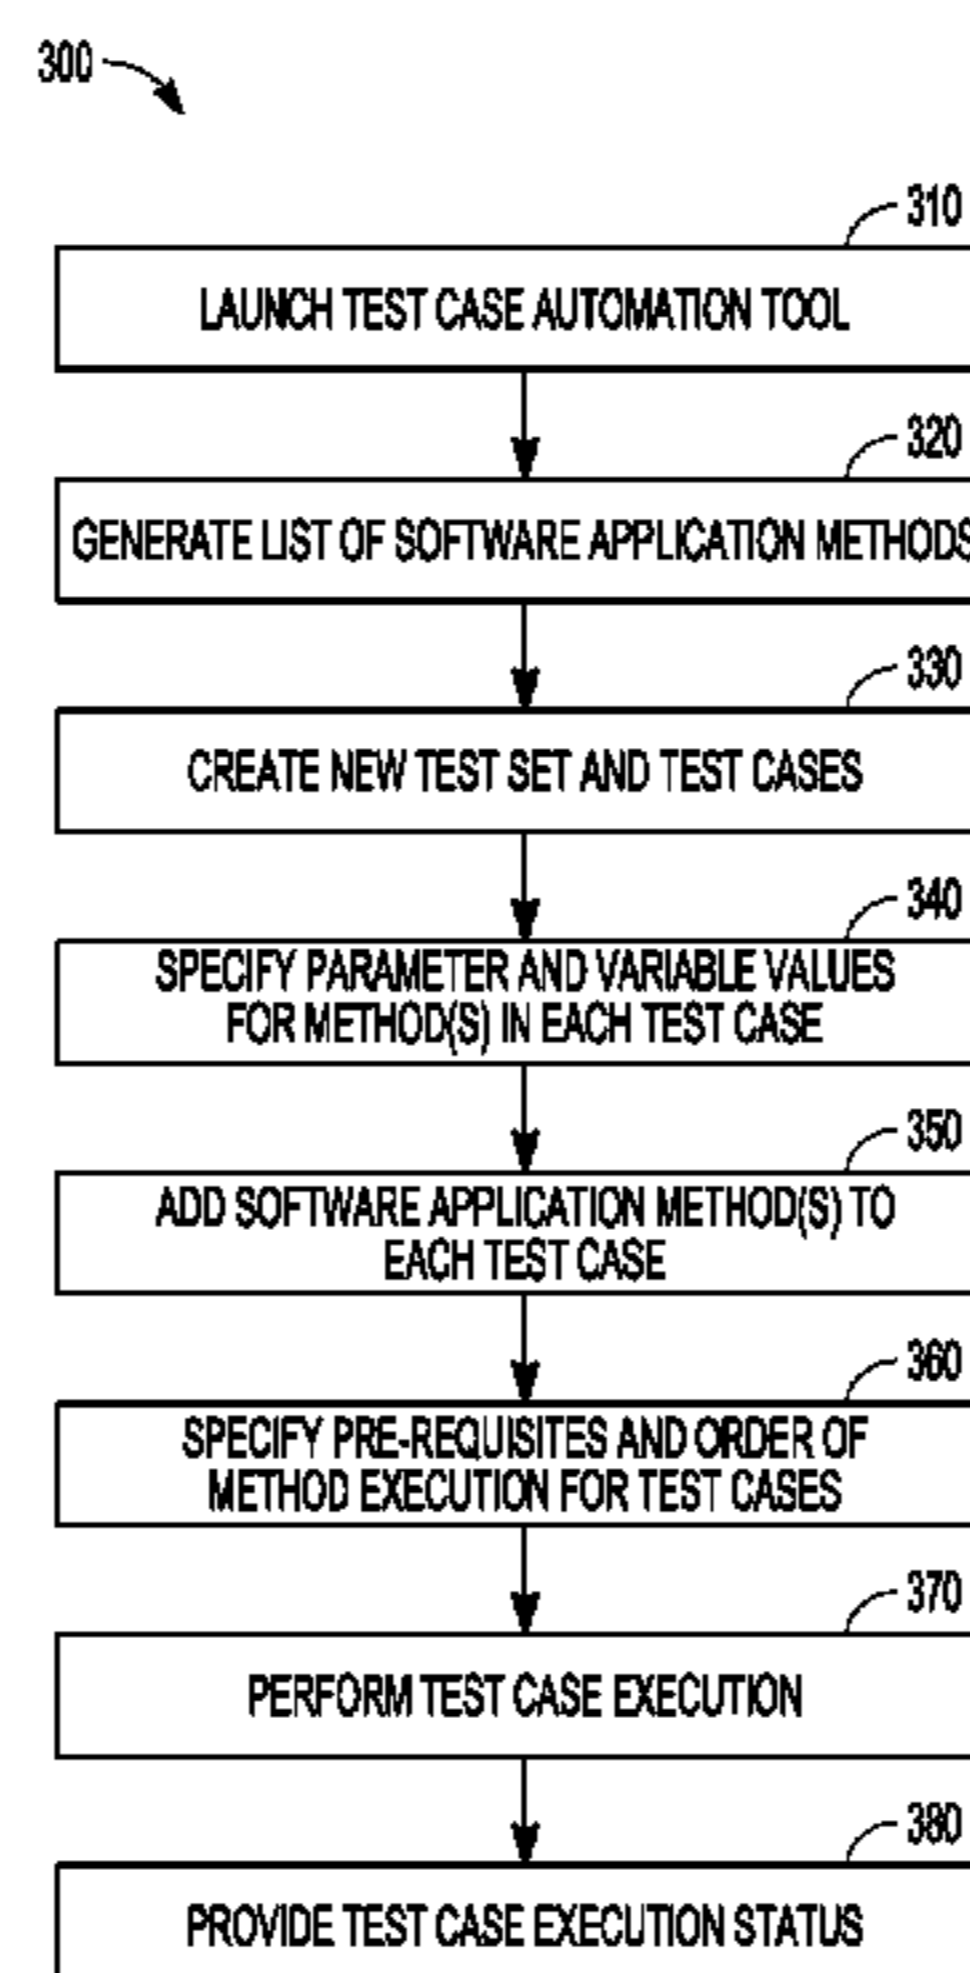 300
310
LAUNCH TEST CASE AUTOMATION TOOL
320
GENERATE LIST OF SOFTWARE APPLICATION METHODS
330
CREATE NEW TEST SET AND TEST CASES
340
SPECIFY PARAMETER AND VARIABLE VALUES
FOR METHOD(S) IN EACH TEST CASE
350
ADD SOFTWARE APPLICATION METHOD(S) TO
EACH TEST CASE
360
SPECIFY PRE-REQUISITES AND ORDER OF
METHOD EXECUTION FOR TEST CASES
370
PERFORM TEST CASE EXECUTION
380
PROVIDE TEST CASE EXECUTION STATUS